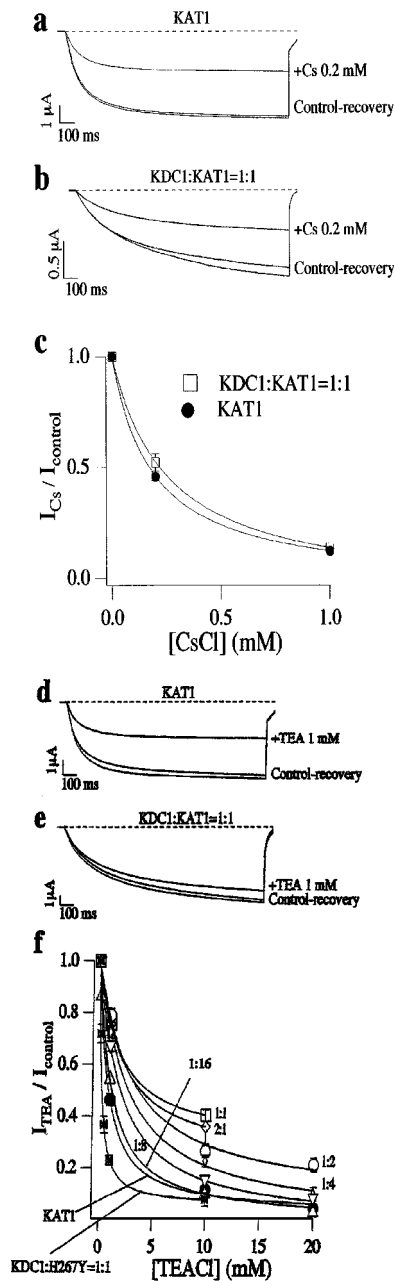 a
KAT1
+Cs 0.2 mM
Control-recovery
1 µA
100 ms
b
KDC1:KAT1=1:1
+Cs 0.2 mM
Control-recovery
0.5 µA
100 ms
c
1.0
0.5
0.0
I Cs / I control
KDC1:KAT1=1:1
KAT1
0.0 0.5 1.0
[CsCl] (mM)
d
KAT1
+TEA 1 mM
Control-recovery
1µA
100 ms
e
KDC1:KAT1=1:1
+TEA 1 mM
Control-recovery
1µA
100 ms
f
1.0
0.8
0.6
0.4
0.2
I TEA / I control
1:16
1:1
2:1
1:2
1:4
1:8
KAT1
KDC1:H267Y=1:1
0 5 10 15 20
[TEACl] (mM)